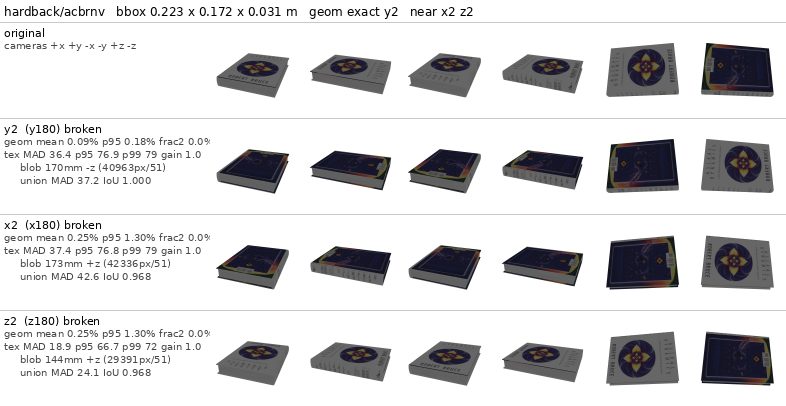 hardback/acbrnv bbox 0.223 x 0.172 x 0.031 m geom exact y2 near x2 z2
original
cameras +x +y -x -y +z -z
y2 (y180) broken
geom mean 0.09% p95 0.18% frac2 0.0%
tex MAD 36.4 p95 76.9 p99 79 gain 1.0
blob 170mm -z (40963px/51)
union MAD 37.2 IoU 1.000
x2 (x180) broken
geom mean 0.25% p95 1.30% frac2 0.0%
tex MAD 37.4 p95 76.8 p99 79 gain 1.0
blob 173mm +z (42336px/51)
union MAD 42.6 IoU 0.968
z2 (z180) broken
geom mean 0.25% p95 1.30% frac2 0.0%
tex MAD 18.9 p95 66.7 p99 72 gain 1.0
blob 144mm +z (29391px/51)
union MAD 24.1 IoU 0.968